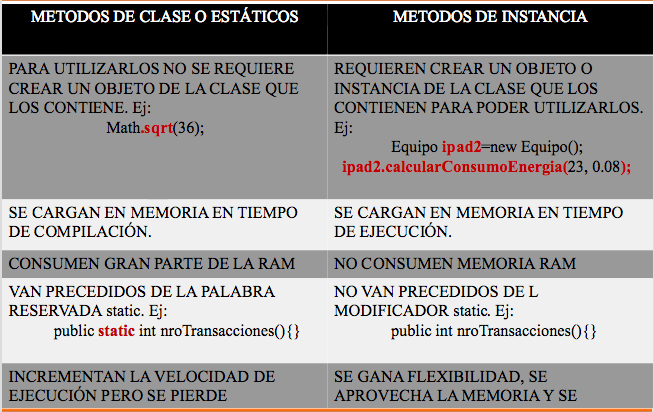 METODOS DE CLASE O ESTÁTICOS
METODOS DE INSTANCIA
PARA UTILIZARLOS NO SE REQUIERE
CREAR UN OBJETO DE LA CLASE QUE
LOS CONTIENE. Ej:
Math.sqrt(36);
REQUIEREN CREAR UN OBJETO O
INSTANCIA DE LA CLASE QUE LOS
CONTIENEN PARA PODER UTILIZARLOS.
Ej:
Equipo ipad2=new Equipo();
ipad2.calcularConsumoEnergia(23, 0.08);
SE CARGAN EN MEMORIA EN TIEMPO
DE COMPILACIÓN.
SE CARGAN EN MEMORIA EN TIEMPO
DE EJECUCIÓN.
CONSUMEN GRAN PARTE DE LA RAM
NO CONSUMEN MEMORIA RAM
VAN PRECEDIDOS DE LA PALABRA
RESERVADA static. Ej:
public static int nroTransacciones(){}
NO VAN PRECEDIDOS DE L
MODIFICADOR static. Ej:
public int nroTransacciones(){}
INCREMENTAN LA VELOCIDAD DE
EJECUCIÓN PERO SE PIERDE
SE GANA FLEXIBILIDAD, SE
APROVECHA LA MEMORIA Y SE